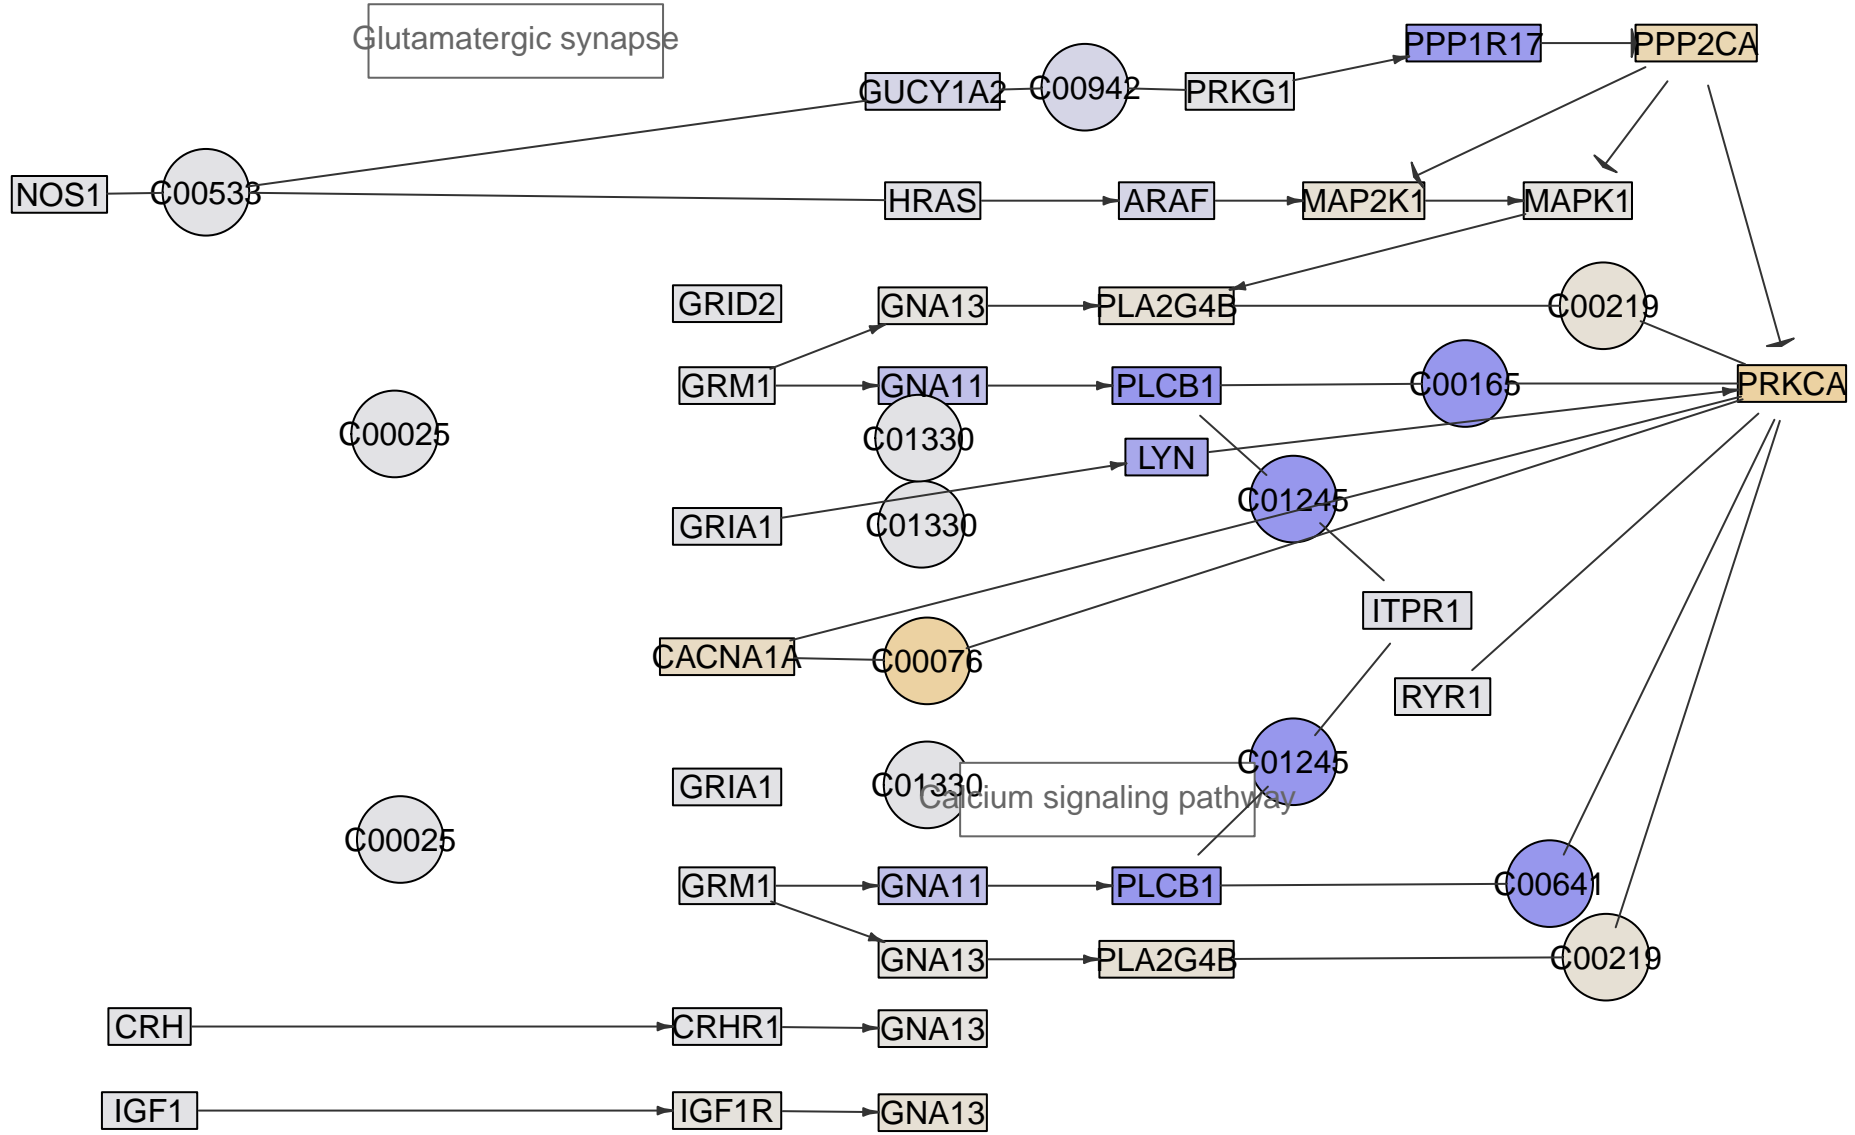 Glutamatergic synapse
PPP1R17
PPP2CA
GUCY1A2
C00942
PRKG1
NOS1
C00533
HRAS
ARAF
MAP2K1
MAPK1
GRID2
GNA13
PLA2G4B
C00219
GRM1
GNA11
PLCB1
C00165
PRKCA
C00025
C01330
LYN
GRIA1
C01330
C01245
ITPR1
CACNA1A
C00076
RYR1
GRIA1
C01330
C01245
Calcium signaling pathway
C00025
GRM1
GNA11
PLCB1
C00641
GNA13
PLA2G4B
C00219
CRH
CRHR1
GNA13
IGF1
IGF1R
GNA13